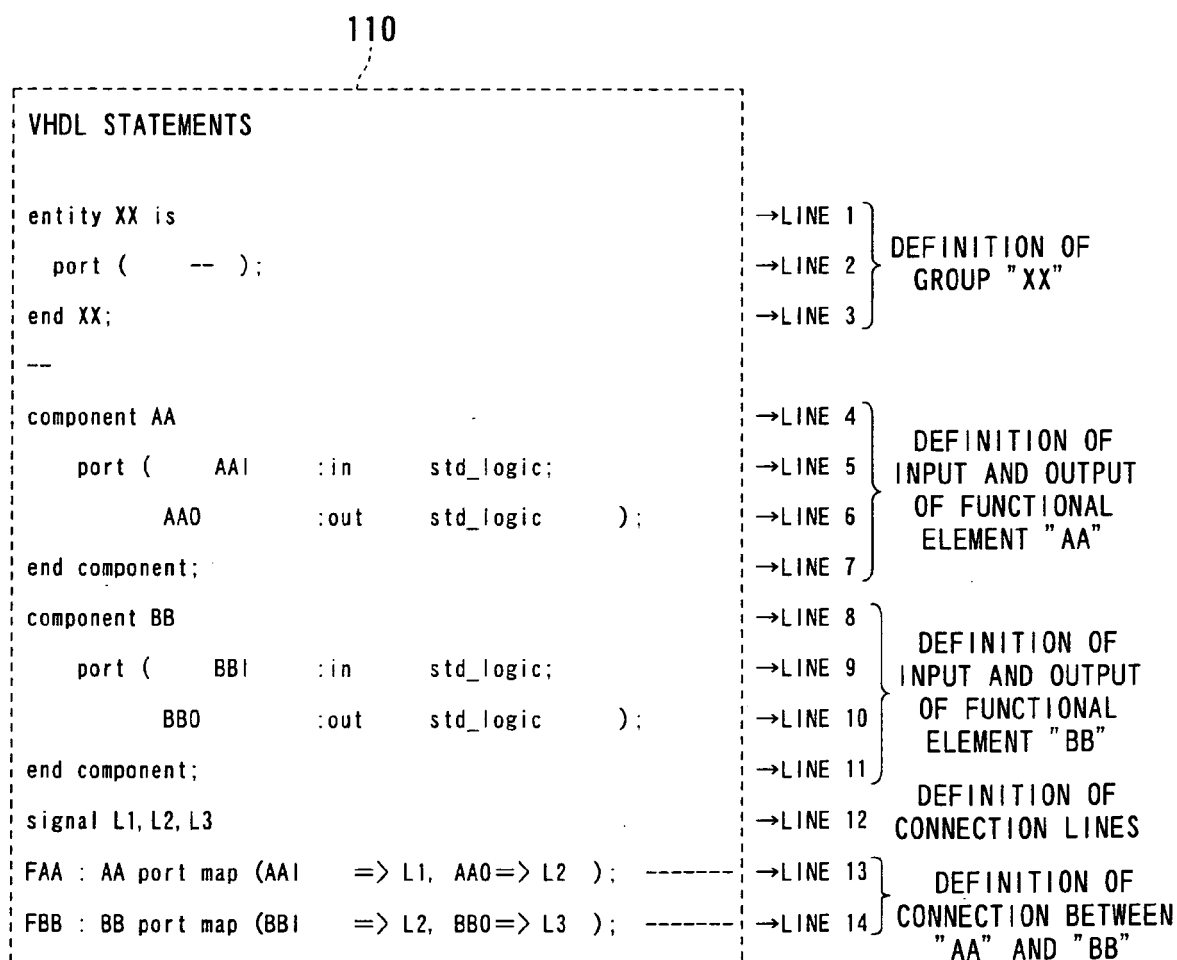 110
VHDL STATEMENTS
entity XX is →LINE 1
port ( -- ); →LINE 2
end XX; →LINE 3
DEFINITION OF
GROUP "XX"
--
component AA →LINE 4
port ( AAI :in std_logic; →LINE 5
AAO :out std_logic ); →LINE 6
end component; →LINE 7
DEFINITION OF
INPUT AND OUTPUT
OF FUNCTIONAL
ELEMENT "AA"
component BB →LINE 8
port ( BBI :in std_logic; →LINE 9
BBO :out std_logic ); →LINE 10
end component; →LINE 11
DEFINITION OF
INPUT AND OUTPUT
OF FUNCTIONAL
ELEMENT "BB"
signal L1, L2, L3 →LINE 12
DEFINITION OF
CONNECTION LINES
FAA : AA port map (AAI => L1, AAO=> L2 ); ------- →LINE 13
FBB : BB port map (BBI => L2, BBO=> L3 ); ------- →LINE 14
DEFINITION OF
CONNECTION BETWEEN
"AA" AND "BB"